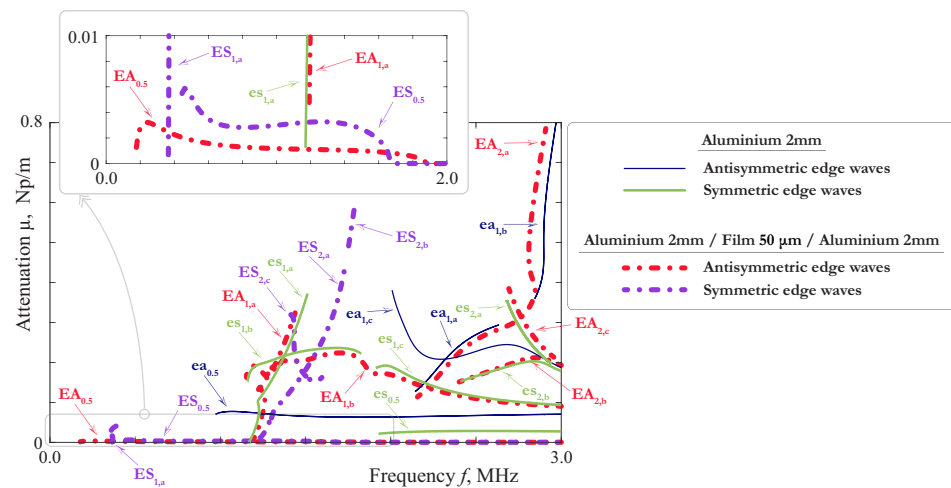 0.01
ES1,a
EA1,a
EA0.5
es1,a
ES0.5
0
0.0
2.0
0.8
Attenuation μ, Np/m
0
3.0
Frequency f, MHz
EA2,a
ea1,b
ES2,b
ES2,a
es1,a
ES2,c
EA1,a
es1,b
ea1,c
ea1,a
es2,a
EA2,c
es1,c
ea0.5
EA1,b
es0.5
es2,b
EA2,b
EA0.5
ES0.5
ES1,a
Aluminium 2mm
Antisymmetric edge waves
Symmetric edge waves
Aluminium 2mm / Film 50 μm / Aluminium 2mm
Antisymmetric edge waves
Symmetric edge waves